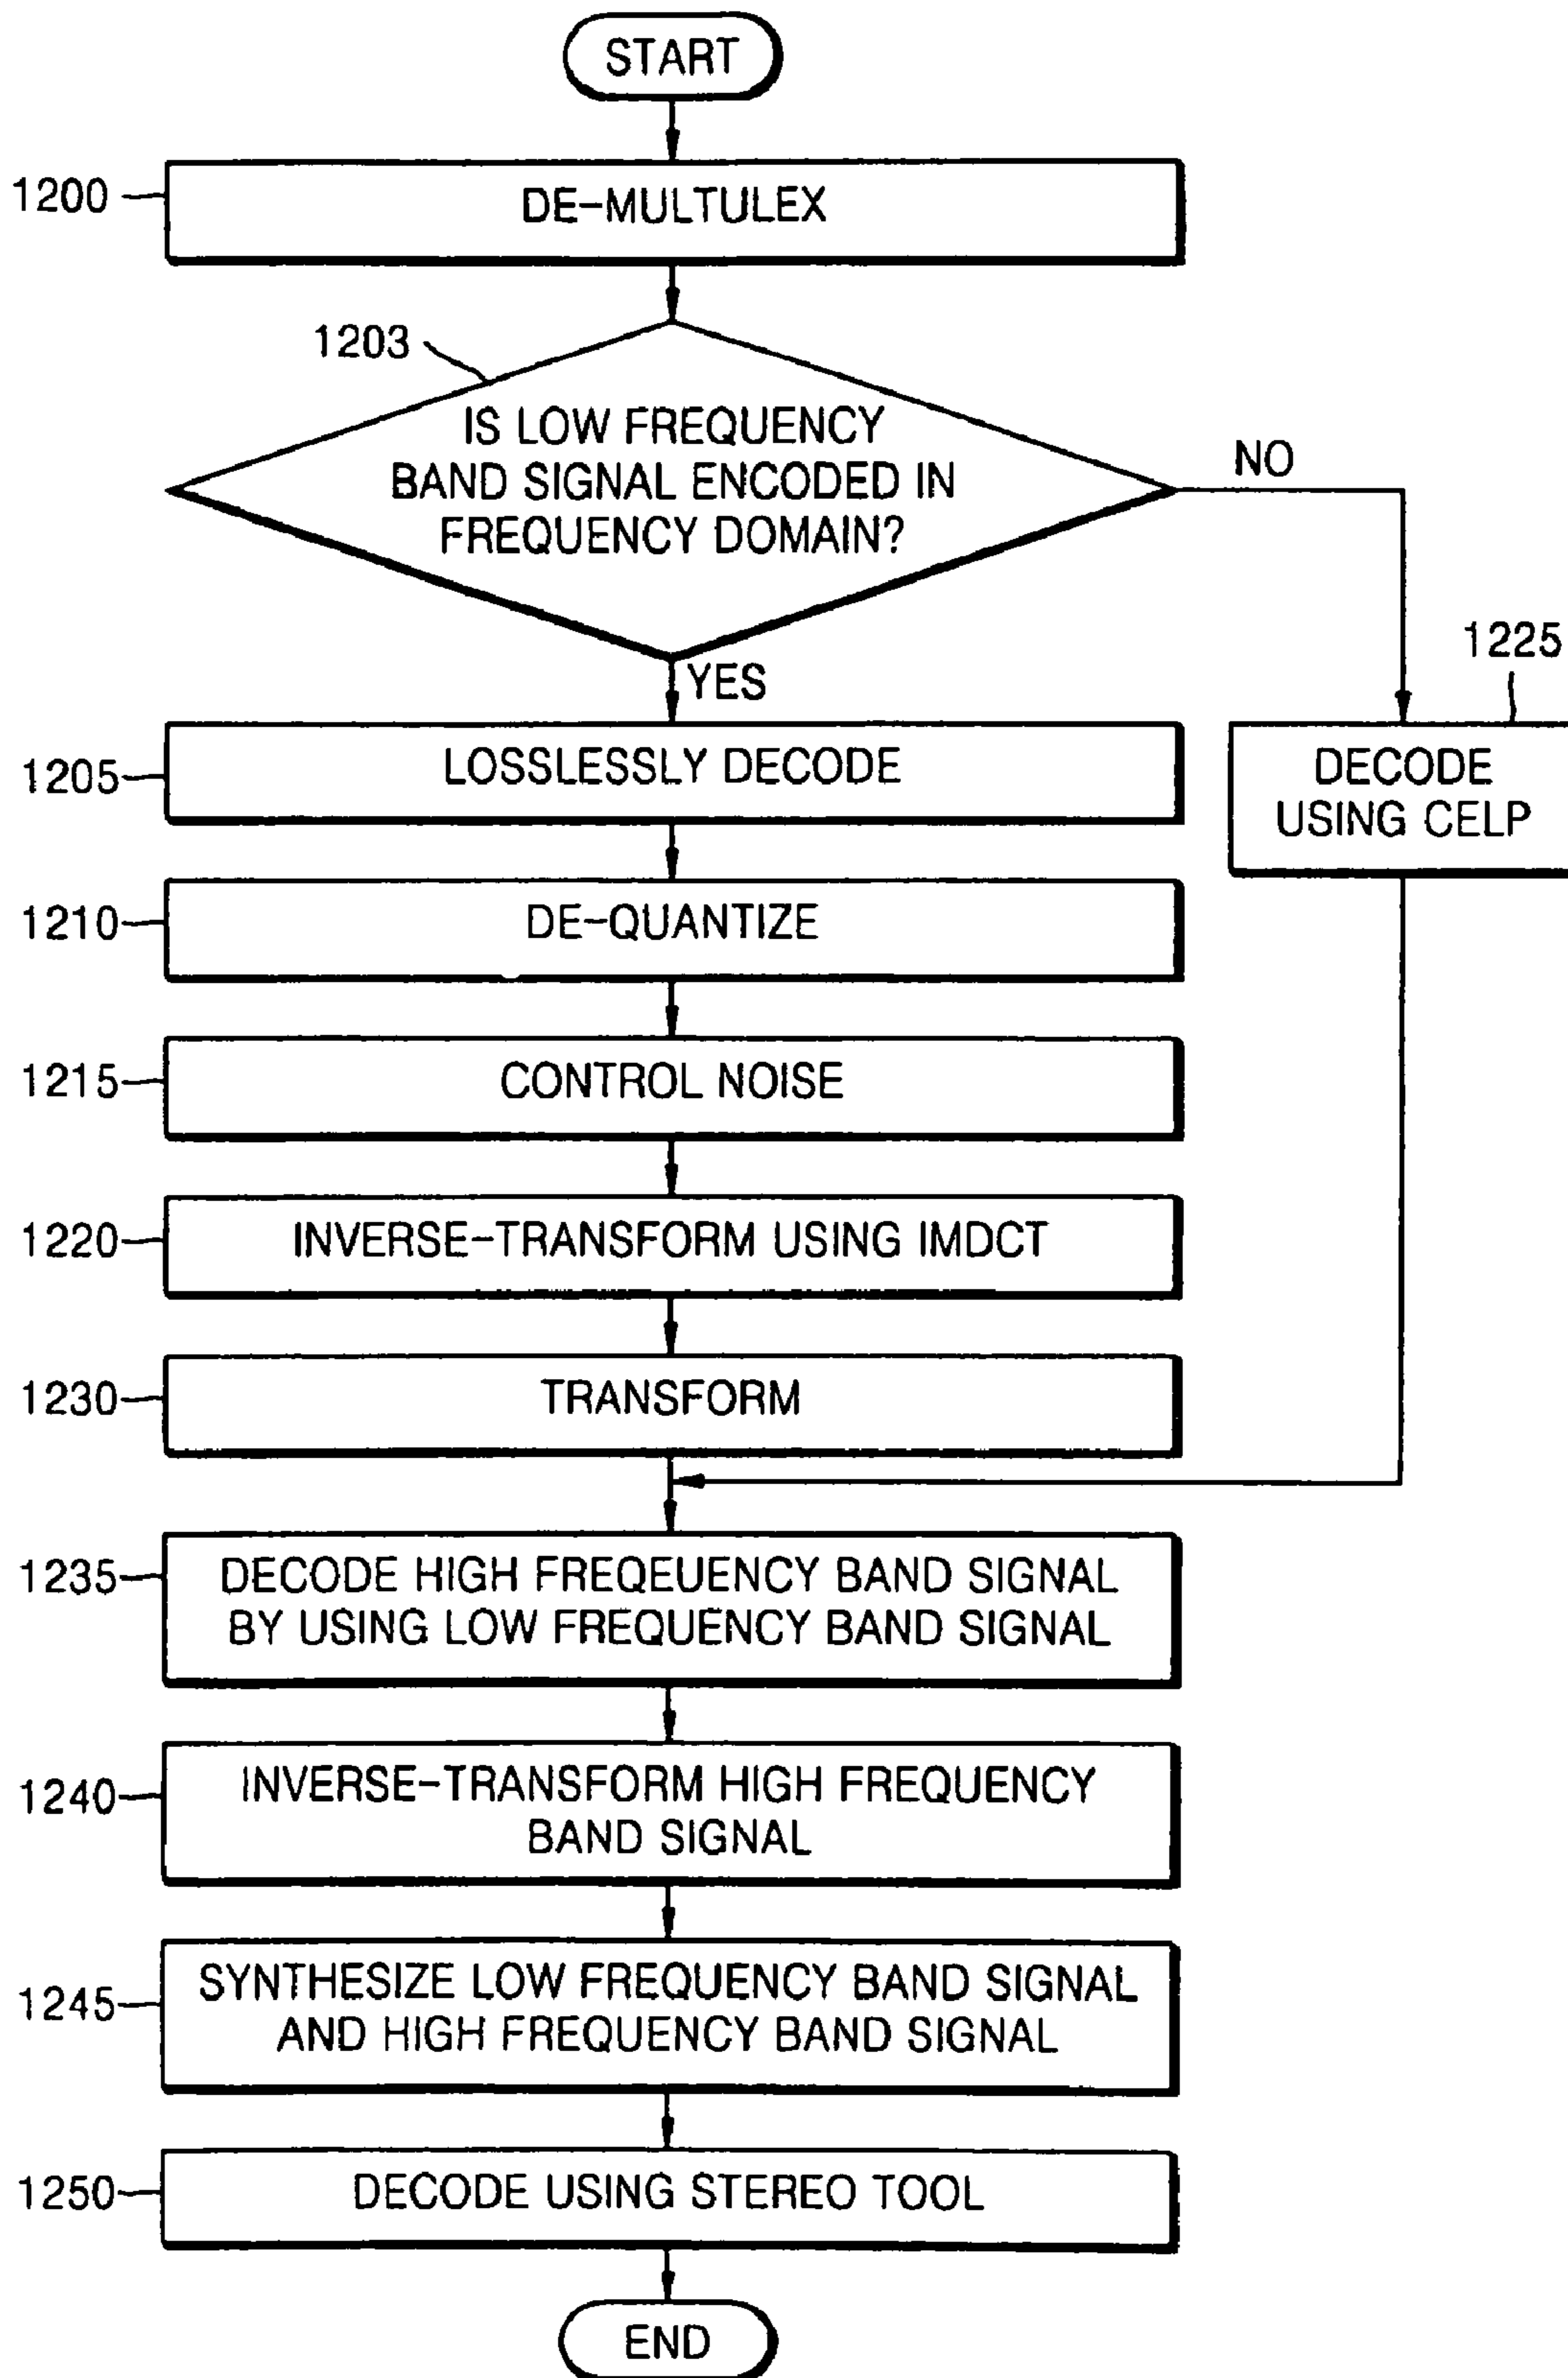 START
1200
DE-MULTULEX
1203
IS LOW FREQUENCY
BAND SIGNAL ENCODED IN
FREQUENCY DOMAIN?
NO
YES
1225
1205
LOSSLESSLY DECODE
DECODE
USING CELP
1210
DE-QUANTIZE
1215
CONTROL NOISE
1220
INVERSE-TRANSFORM USING IMDCT
1230
TRANSFORM
1235
DECODE HIGH FREQEUENCY BAND SIGNAL
BY USING LOW FREQUENCY BAND SIGNAL
1240
INVERSE-TRANSFORM HIGH FREQUENCY
BAND SIGNAL
1245
SYNTHESIZE LOW FREQUENCY BAND SIGNAL
AND HIGH FREQUENCY BAND SIGNAL
1250
DECODE USING STEREO TOOL
END